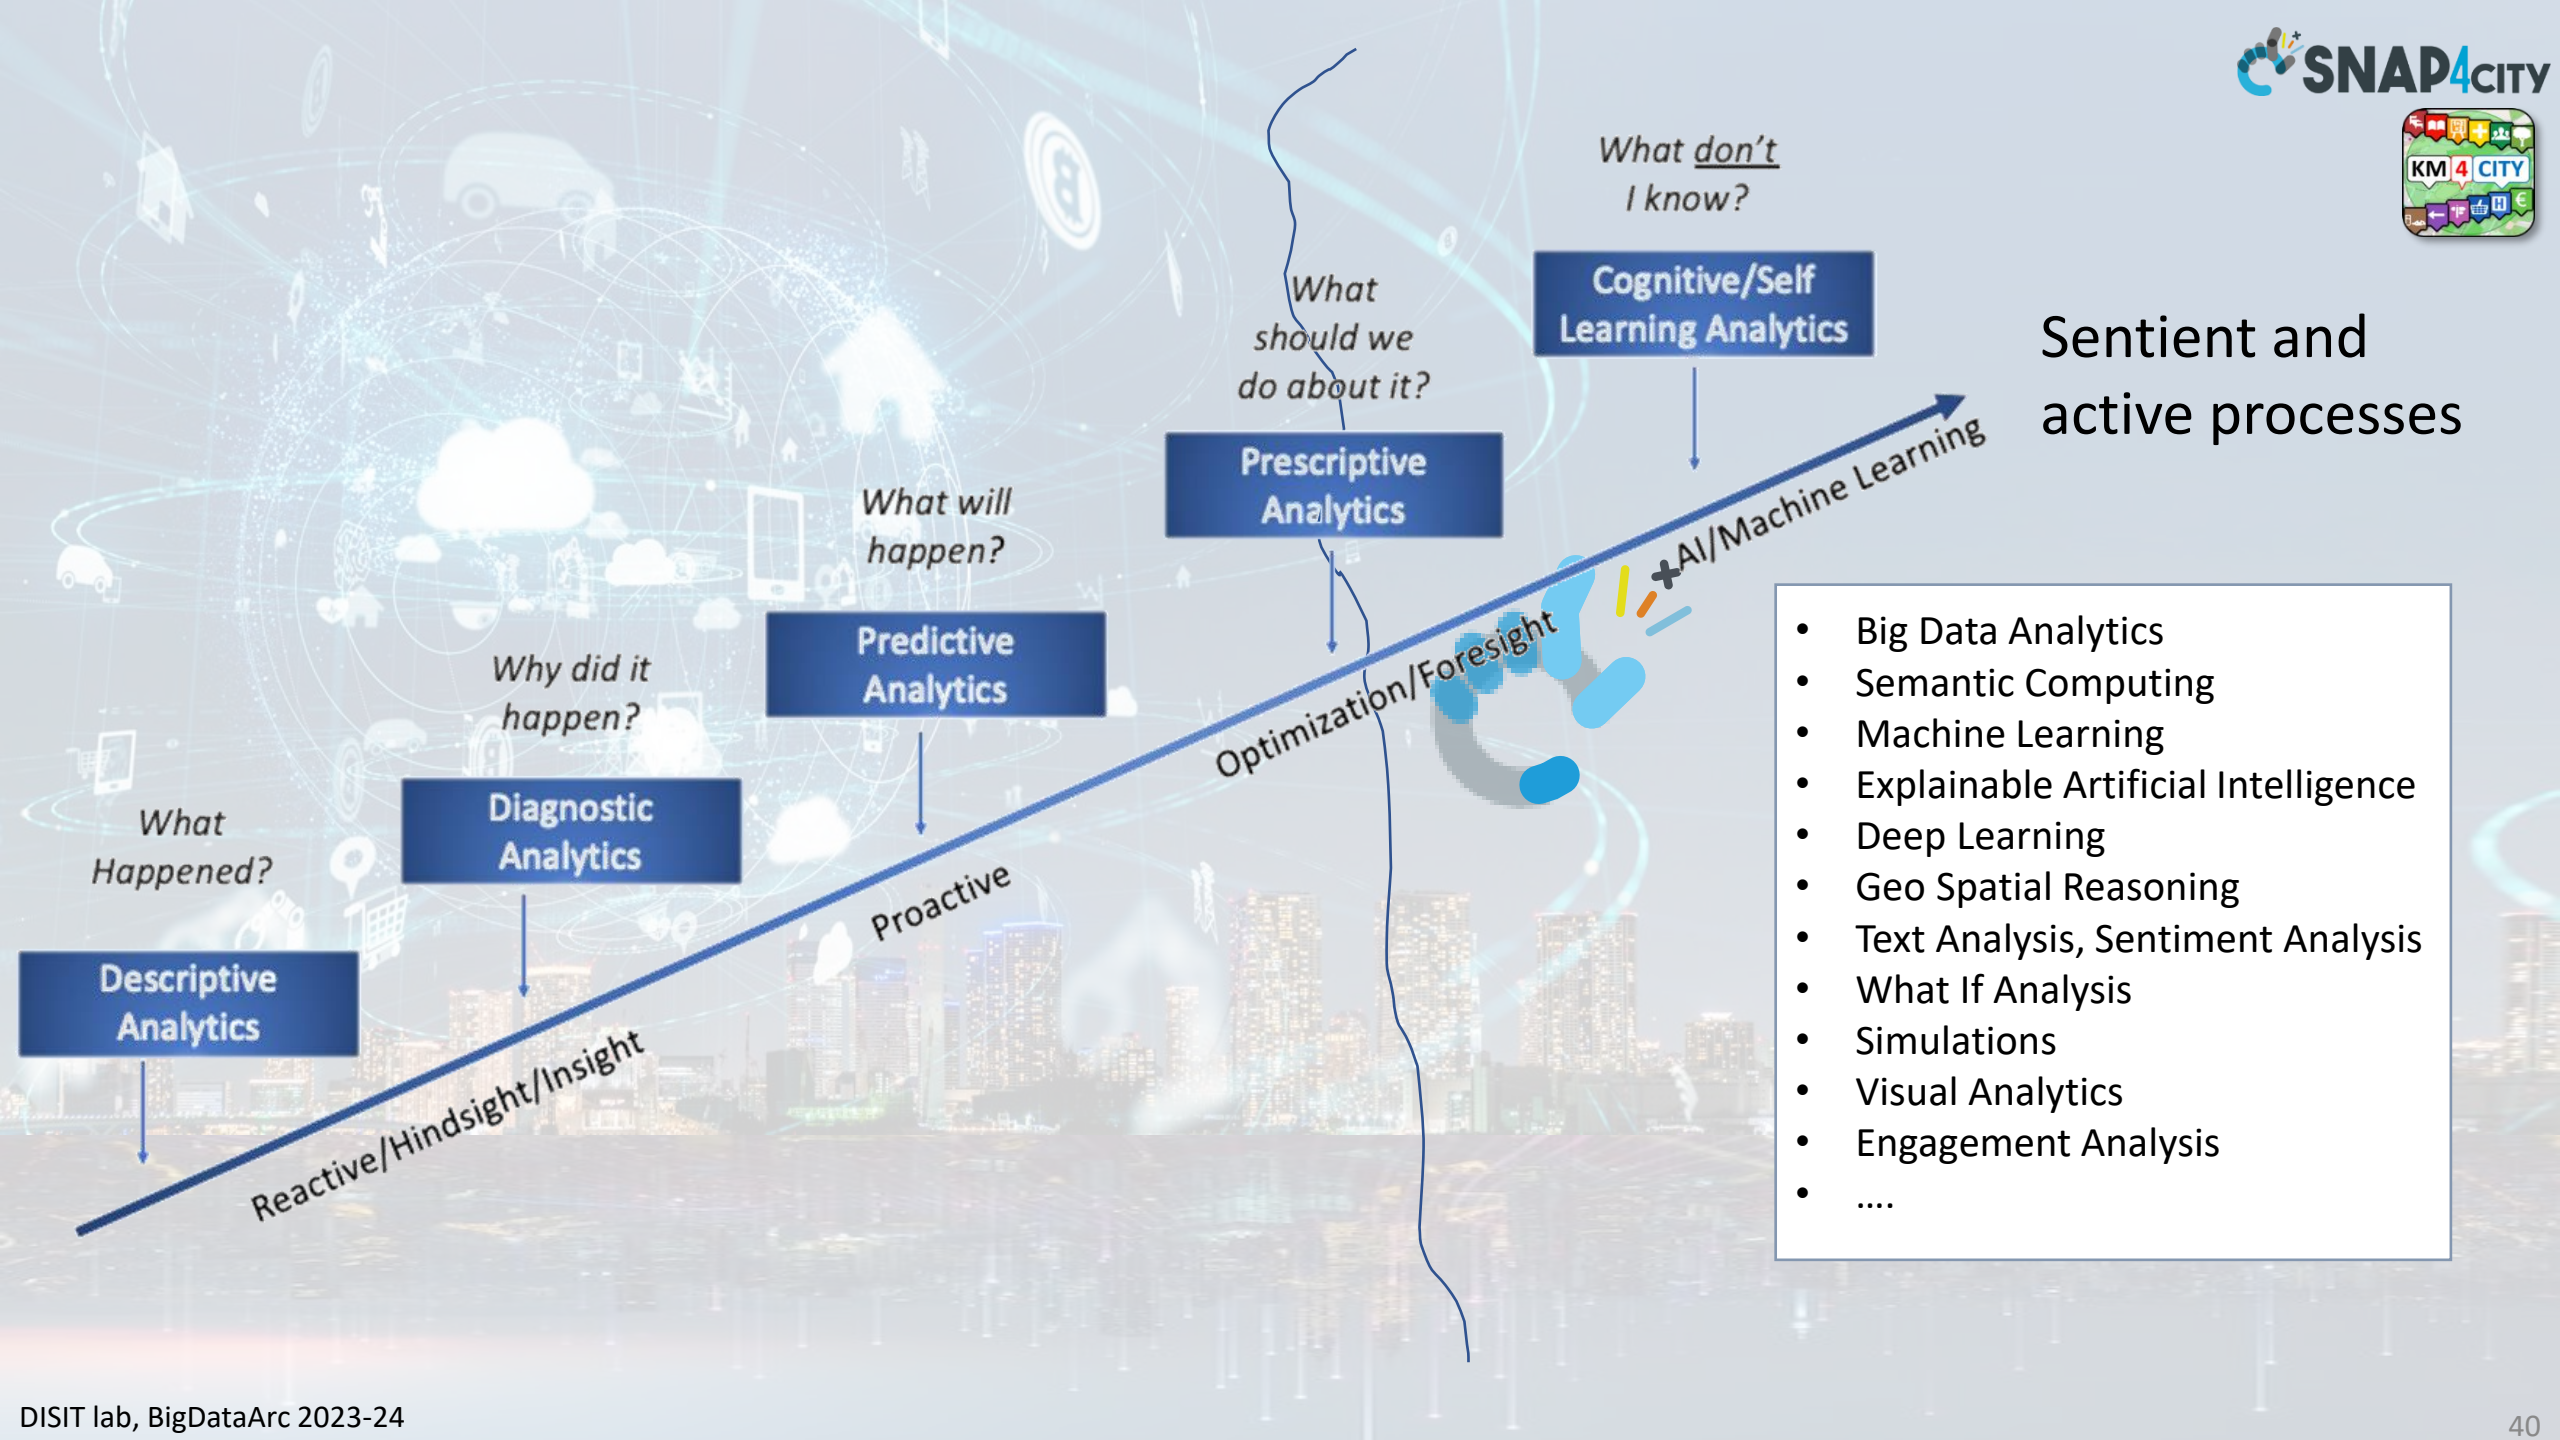 SNAP4CITY
KM 4 CITY
What don't
I know?
Cognitive/Self
Learning Analytics
What
should we
do about it?
Prescriptive
Analytics
What will
happen?
Predictive
Analytics
Why did it
happen?
Diagnostic
Analytics
What
Happened?
Descriptive
Analytics
Reactive/Hindsight/Insight
Proactive
Optimization/Foresight
AI/Machine Learning
Sentient and
active processes
• Big Data Analytics
• Semantic Computing
• Machine Learning
• Explainable Artificial Intelligence
• Deep Learning
• Geo Spatial Reasoning
• Text Analysis, Sentiment Analysis
• What If Analysis
• Simulations
• Visual Analytics
• Engagement Analysis
• ....
DISIT lab, BigDataArc 2023-24
40